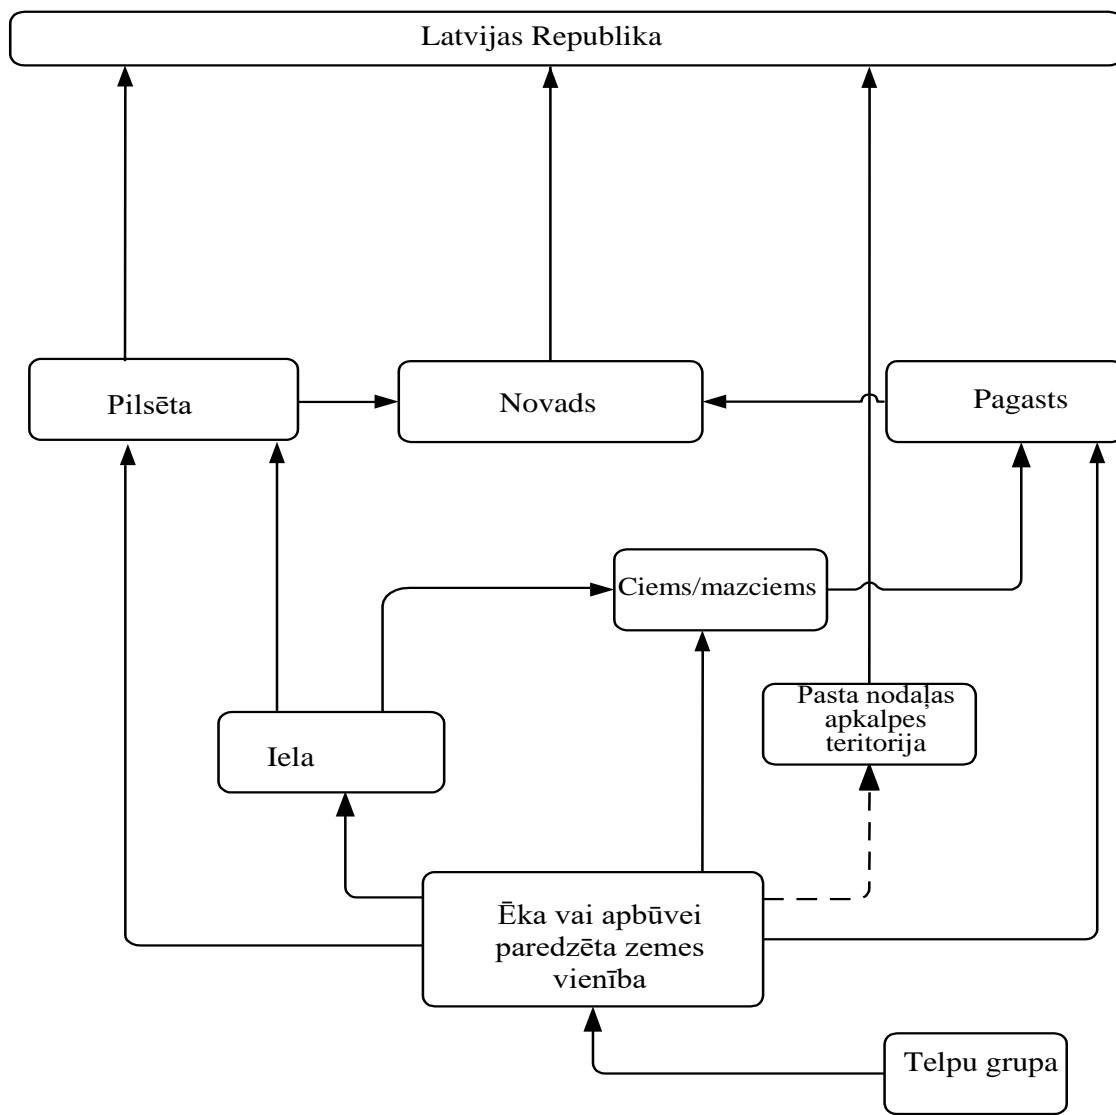 Latvijas Republika
Pilsēta
Novads
Pagasts
Ciems/mazciems
Pasta nodaļas
apkalpes
teritorija
Iela
Ēka vai apbūvei
paredzēta zemes
vienība
Telpu grupa